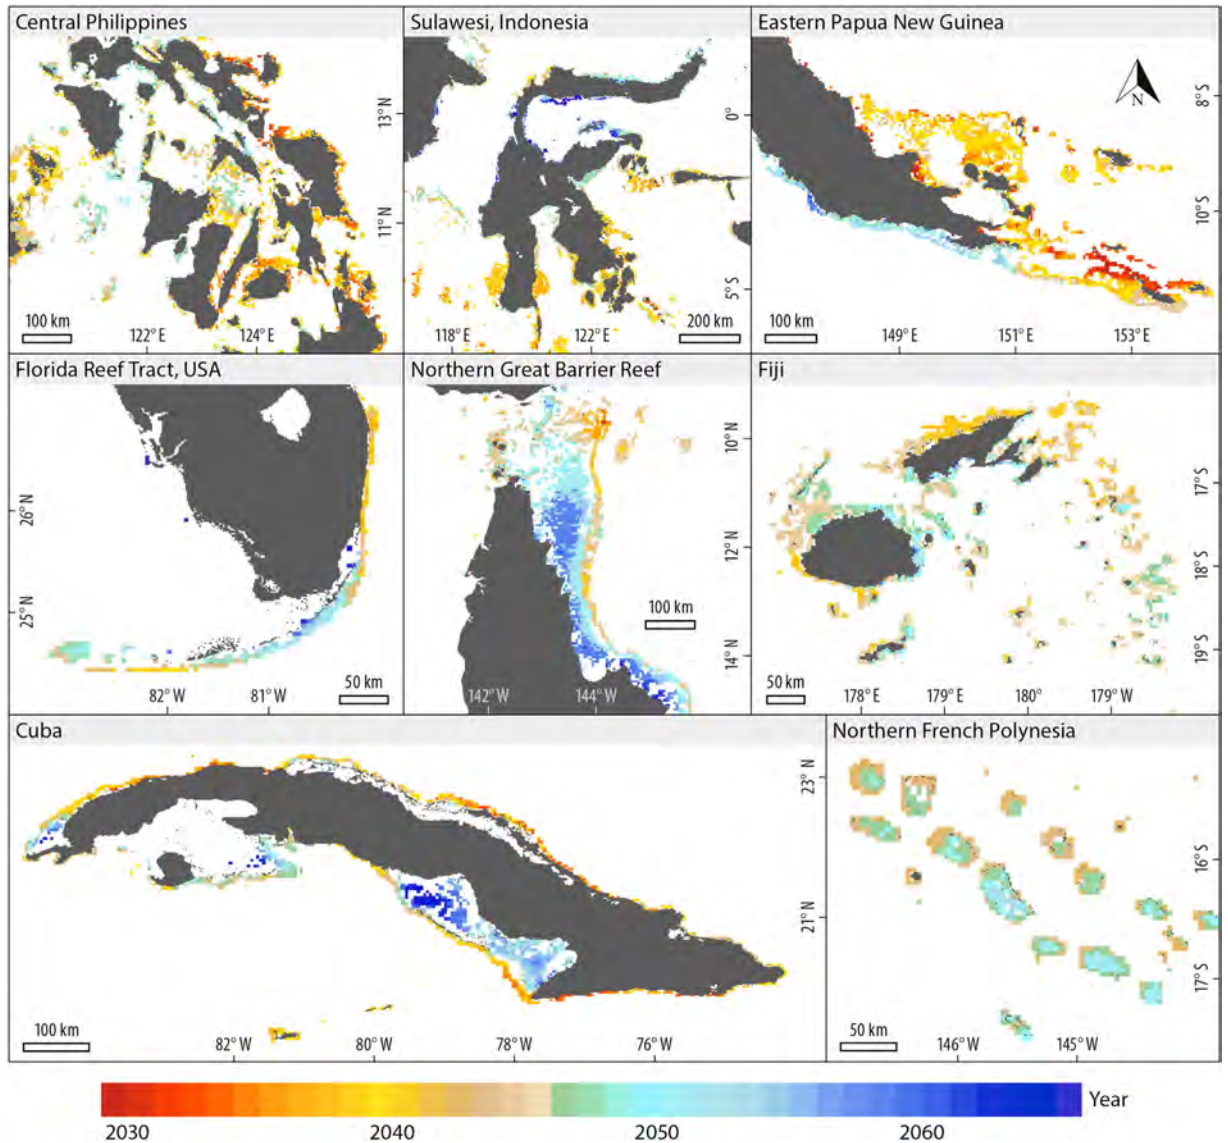 Central Philippines
13°N
11°N
100 km
122°E
124°E
Sulawesi, Indonesia
0°
5°S
118°E
122°E
200 km
Eastern Papua New Guinea
N
8°S
10°S
100 km
149°E
151°E
153°E
Florida Reef Tract, USA
26°N
25°N
82°W
81°W
50 km
Northern Great Barrier Reef
10°N
12°N
14°N
100 km
142°W
144°W
Fiji
17°S
18°S
19°S
50 km
178°E
179°E
180°
179°W
Cuba
23°N
21°N
100 km
82°W
80°W
78°W
76°W
Northern French Polynesia
16°S
17°S
50 km
146°W
145°W
Year
2030
2040
2050
2060